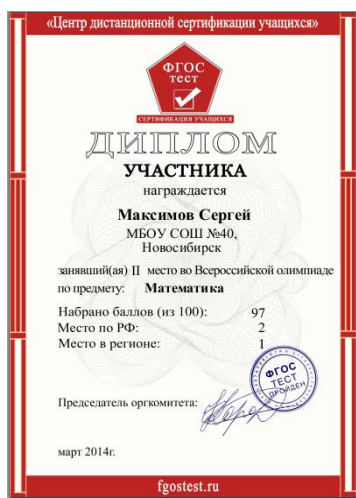 «Центр дистанционной сертификации учащихся»
ФГОС
тест
СЕРТИФИКАЦИЯ УЧАЩИХСЯ
ДИПЛОМ
УЧАСТНИКА
награждается
Максимов Сергей
МБОУ СОШ №40,
Новосибирск
занявший(ая) II место во Всероссийской олимпиаде
по предмету: Математика
Набрано баллов (из 100): 97
Место по РФ: 2
Место в регионе: 1
ФГОС
ТЕСТ
ПРОЙДЕН
Председатель оргкомитета:
март 2014г.
fgostest.ru